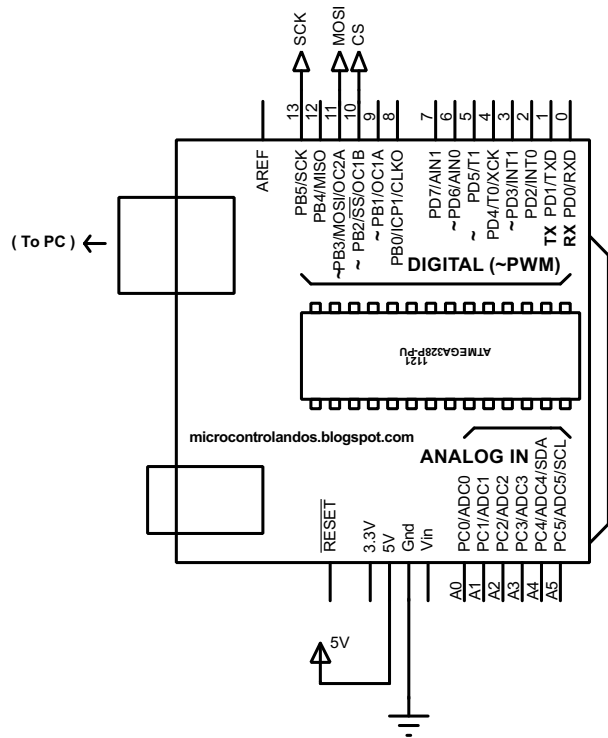 SCK
MOSI
CS
13
12
11
10
9
8
7
6
5
4
3
2
1
0
AREF
PB5/SCK
PB4/MISO
~PB3/MOSI/OC2A
~PB2/SS/OC1B
~PB1/OC1A
PB0/ICP1/CLKO
PD7/AIN1
~PD6/AIN0
~PD5/T1
PD4/T0/XCK
~PD3/INT1
PD2/INT0
TX PD1/TXD
RX PD0/RXD
( To PC )
DIGITAL (~PWM)
ATMEGA328P-PU
1121
microcontrolandos.blogspot.com
ANALOG IN
RESET
3.3V
5V
Gnd
Vin
PC0/ADC0
PC1/ADC1
PC2/ADC2
PC3/ADC3
PC4/ADC4/SDA
PC5/ADC5/SCL
A0
A1
A2
A3
A4
A5
5V